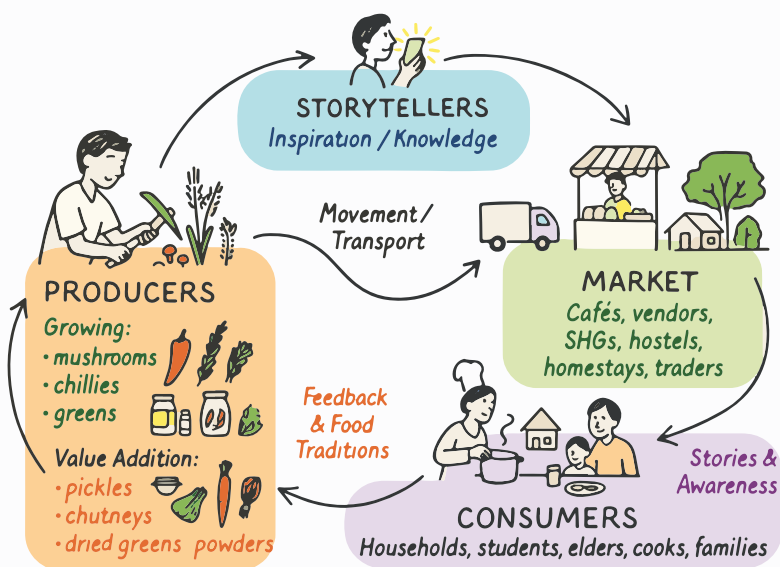 STORYTELLERS
Inspiration / Knowledge
Movement /
Transport
PRODUCERS
Growing:
• mushrooms
• chillies
• greens
Value Addition:
• pickles
• chutneys
• dried greens powders
MARKET
Cafés, vendors,
SHGs, hostels,
homestays, traders
Feedback
& Food
Traditions
Stories &
Awareness
CONSUMERS
Households, students, elders, cooks, families